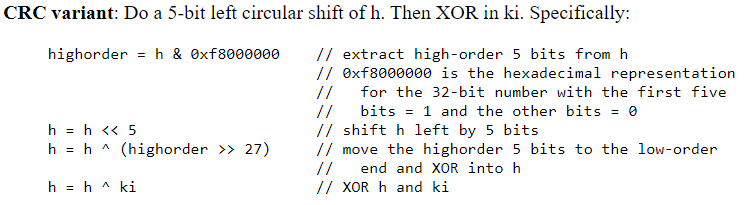 CRC variant: Do a 5-bit left circular shift of h. Then XOR in ki. Specifically:
highorder = h & 0xf8000000    // extract high-order 5 bits from h
// 0xf8000000 is the hexadecimal representation
//   for the 32-bit number with the first five
//   bits = 1 and the other bits = 0
h = h << 5    // shift h left by 5 bits
h = h ^ (highorder >> 27)    // move the highorder 5 bits to the low-order
//   end and XOR into h
h = h ^ ki    // XOR h and ki